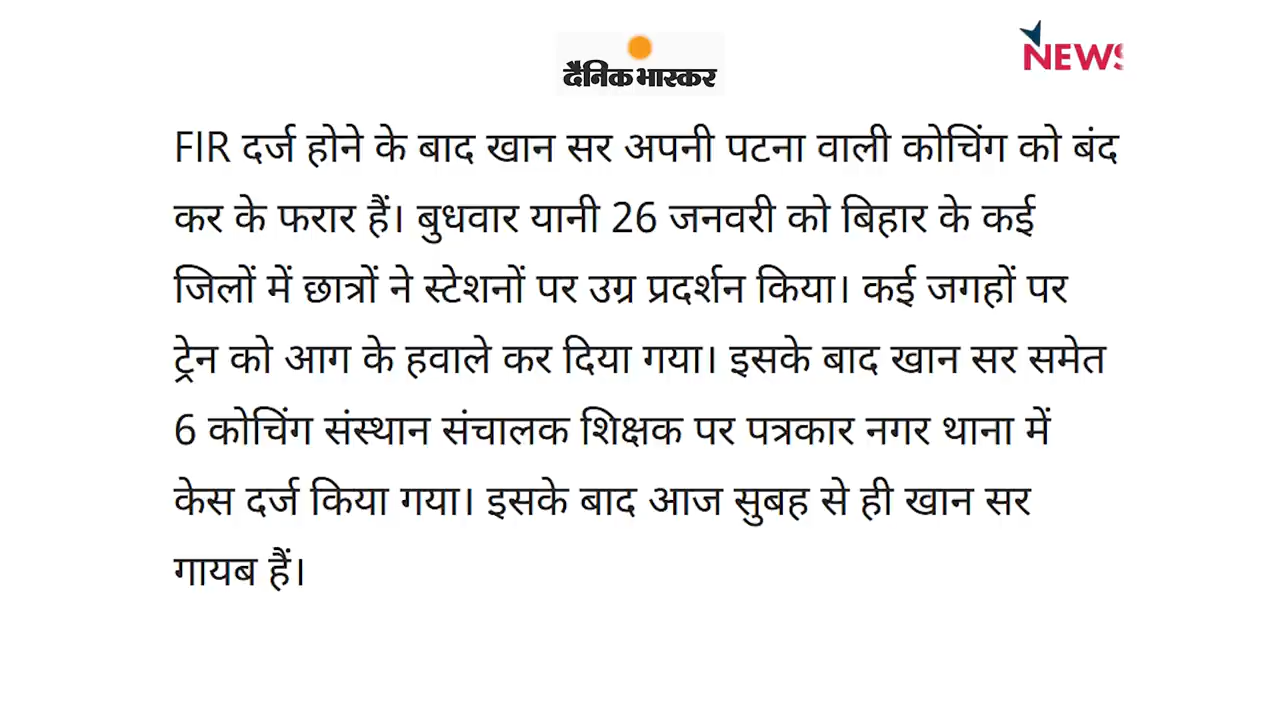 दैनिक भास्कर
NEWS
FIR दर्ज होने के बाद खान सर अपनी पटना वाली कोचिंग को बंद
कर के फरार हैं। बुधवार यानी 26 जनवरी को बिहार के कई
जिलों में छात्रों ने स्टेशनों पर उग्र प्रदर्शन किया। कई जगहों पर
ट्रेन को आग के हवाले कर दिया गया। इसके बाद खान सर समेत
6 कोचिंग संस्थान संचालक शिक्षक पर पत्रकार नगर थाना में
केस दर्ज किया गया। इसके बाद आज सुबह से ही खान सर
गायब हैं।